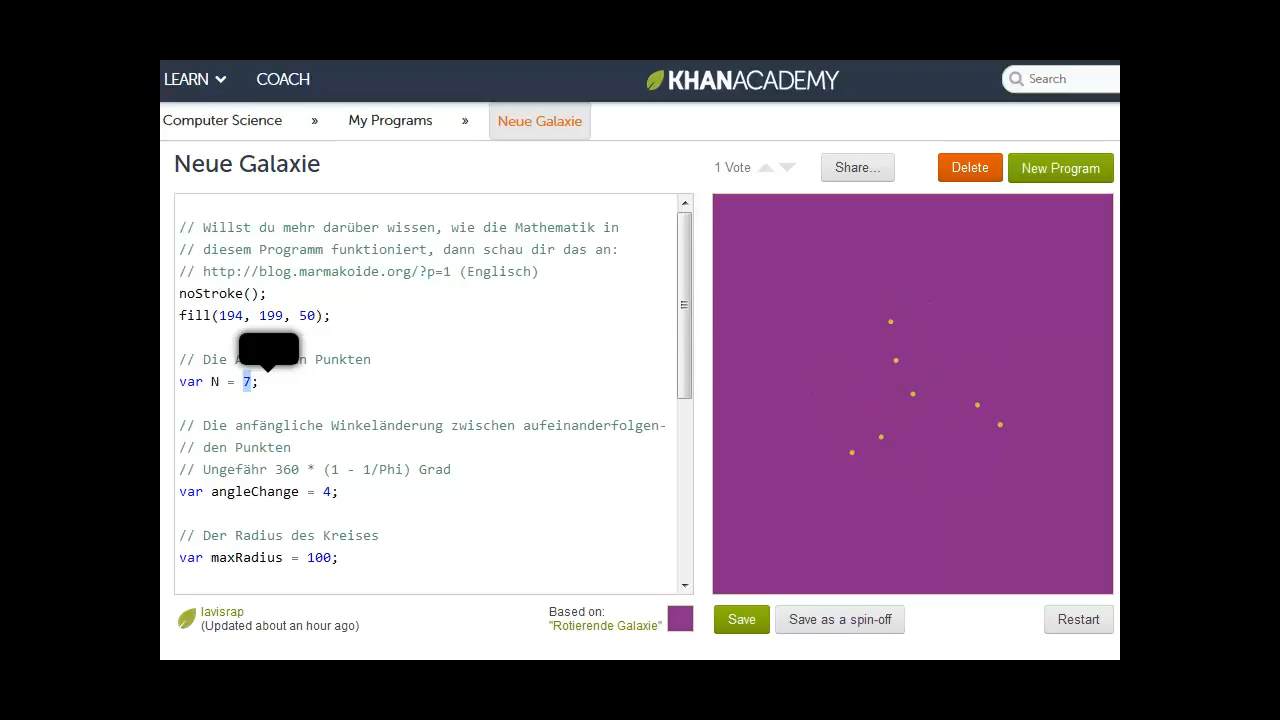 LEARN COACH KHANACADEMY Search
Computer Science » My Programs » Neue Galaxie
Neue Galaxie
1 Vote Share... Delete New Program
// Willst du mehr darüber wissen, wie die Mathematik in
// diesem Programm funktioniert, dann schau dir das an:
// http://blog.marmakoide.org/?p=1 (Englisch)
noStroke();
fill(194, 199, 50);
// Die Punkten
var N = 7;
// Die anfängliche Winkeländerung zwischen aufeinanderfolgen-
// den Punkten
// Ungefähr 360 * (1 - 1/Phi) Grad
var angleChange = 4;
// Der Radius des Kreises
var maxRadius = 100;
lavisrap
(Updated about an hour ago)
Based on:
"Rotierende Galaxie"
Save Save as a spin-off Restart